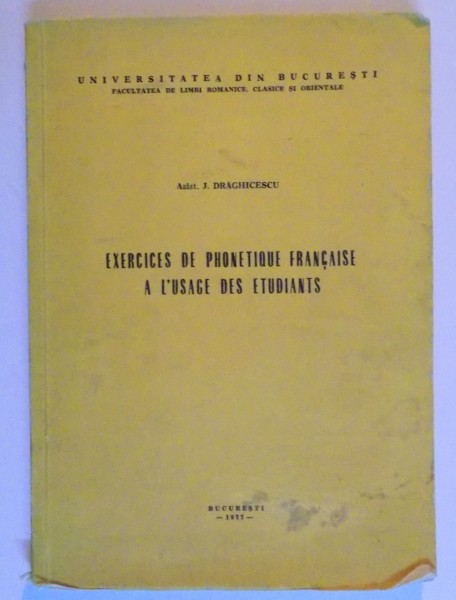 UNIVERSITATEA DIN BUCUREȘTI
FACULTATEA DE LIMBI ROMANICE, CLASICE ȘI ORIENTALE
Asist. J. DRĂGHICESCU
EXERCICES DE PHONETIQUE FRANÇAISE
A L'USAGE DES ETUDIANTS
BUCUREȘTI
— 1977 —